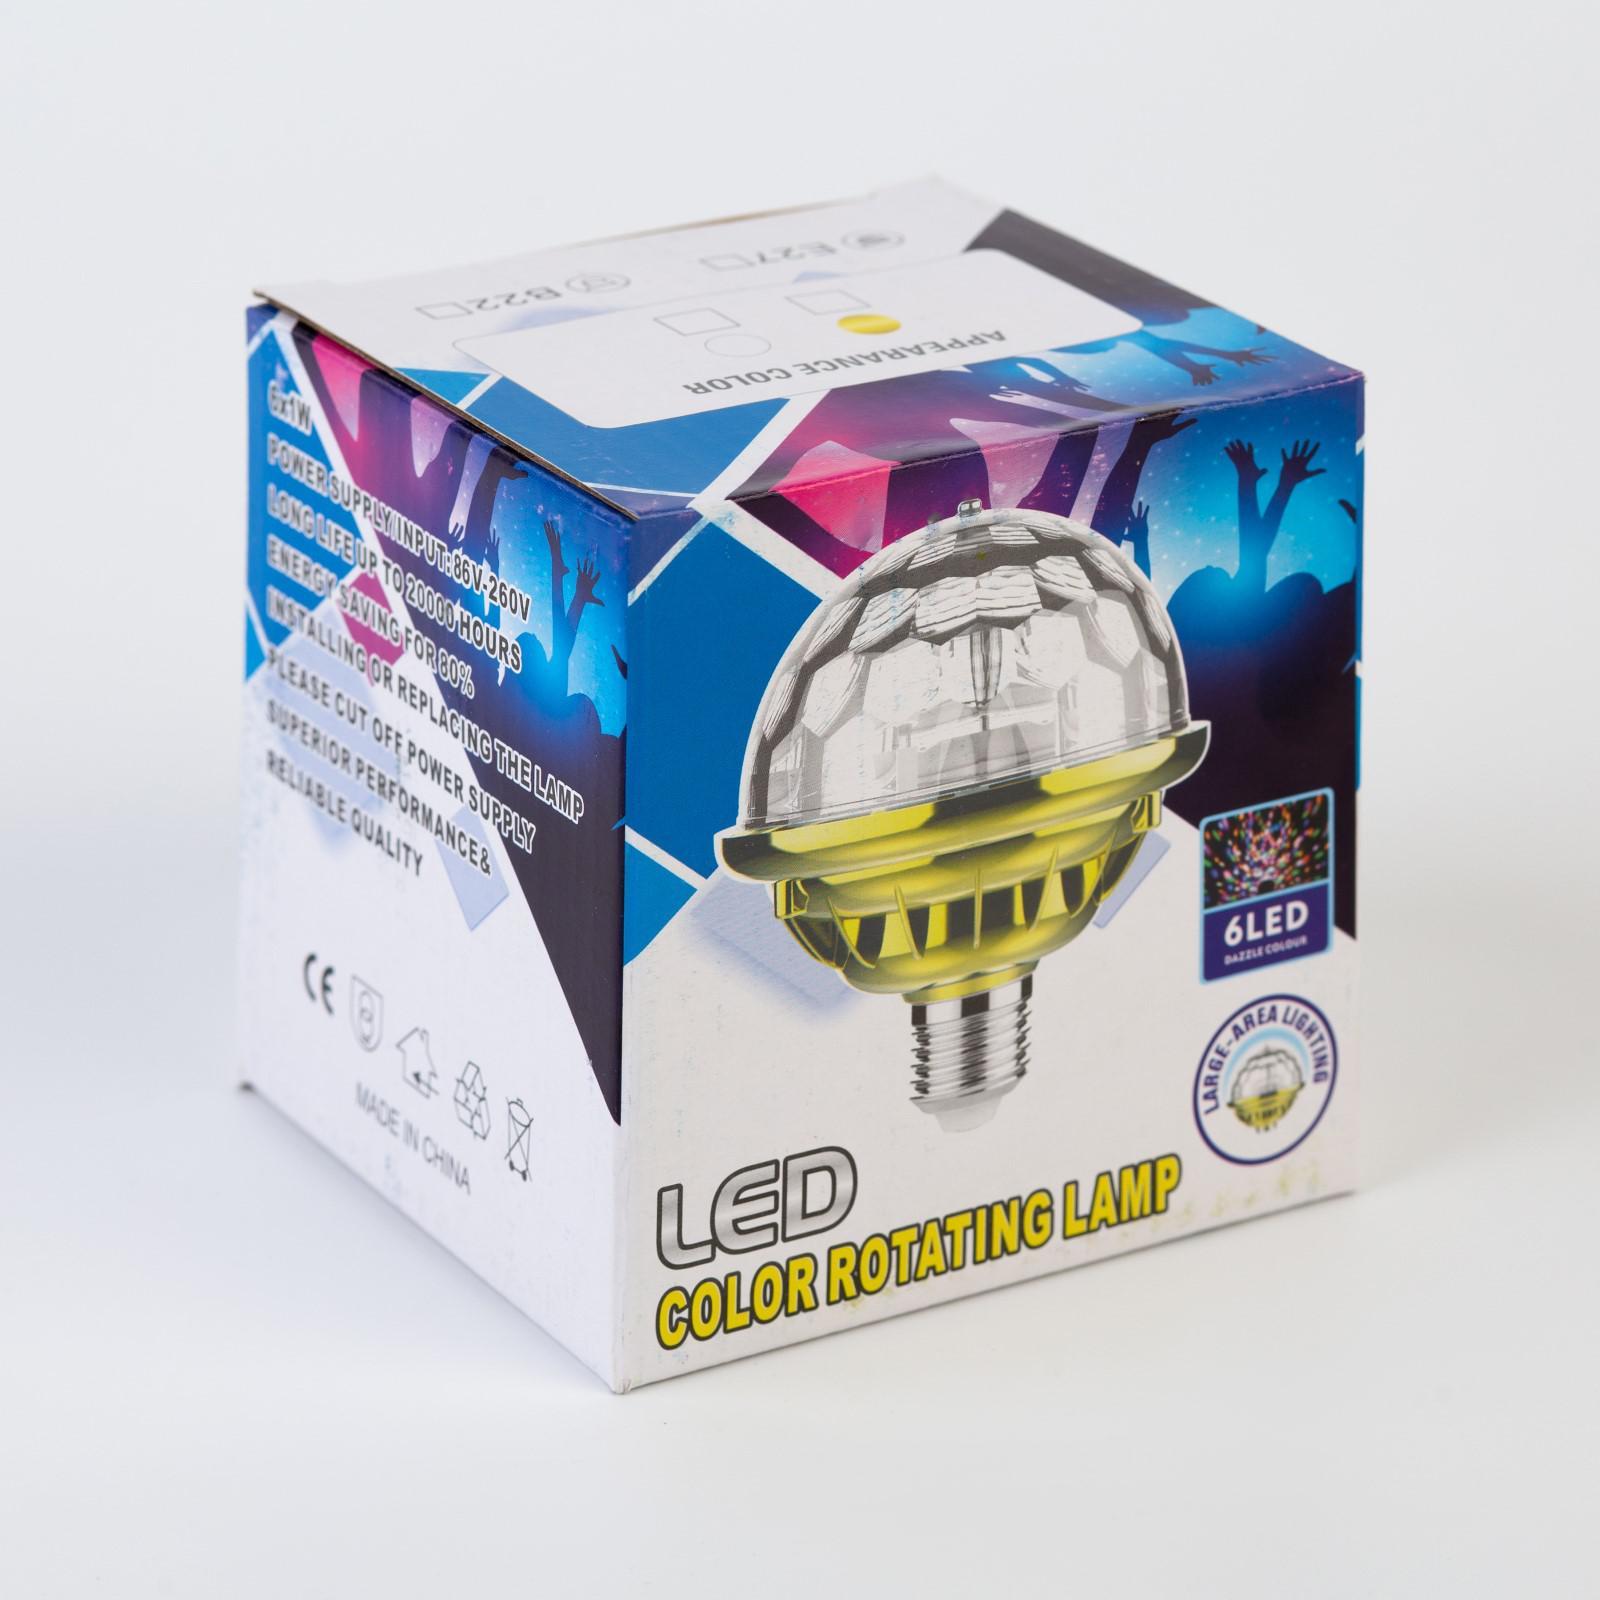 B22
E27
APPEARANCE COLOR
6x1W
POWER SUPPLY/INPUT:86V-260V
LONG LIFE UP TO 20000 HOURS
ENERGY SAVING FOR 80%
INSTALLING OR REPLACING THE LAMP
PLEASE CUT OFF POWER SUPPLY
SUPERIOR PERFORMANCE&
RELIABLE QUALITY
CE
MADE IN CHINA
6LED
DAZZLE COLOUR
LARGE-AREA LIGHTING
LED
COLOR ROTATING LAMP